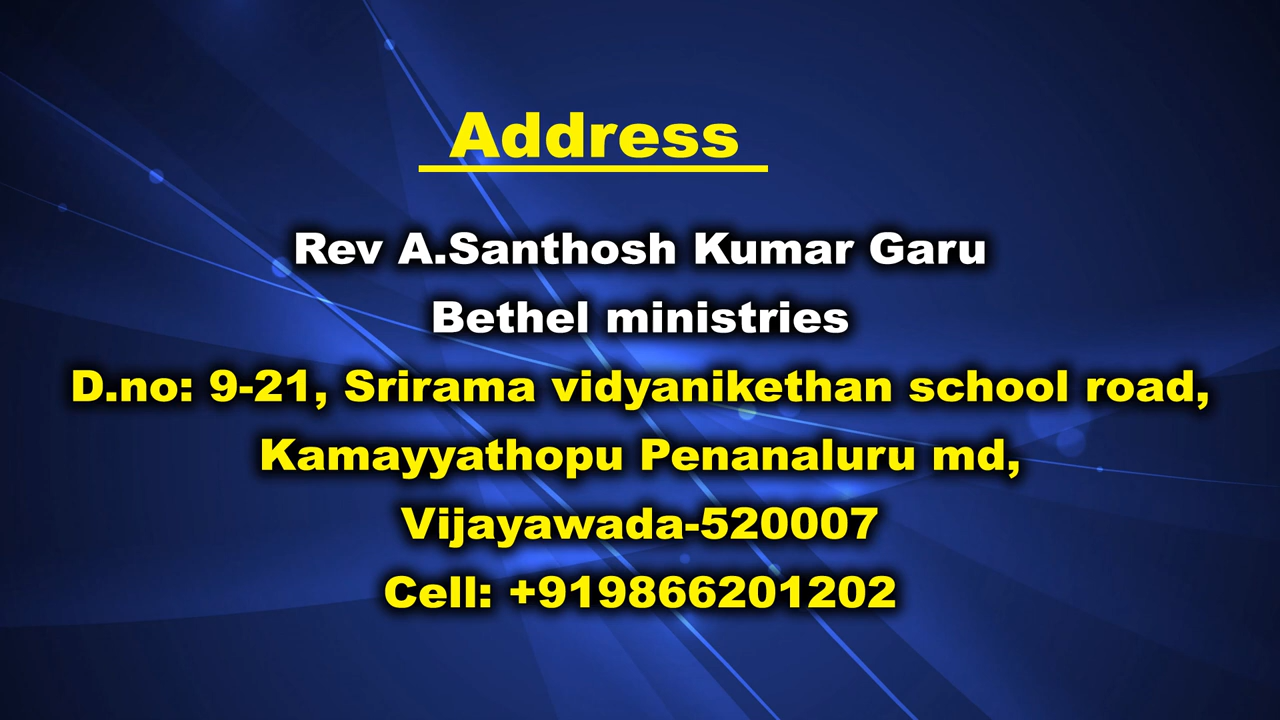 Address
Rev A.Santhosh Kumar Garu
Bethel ministries
D.no: 9-21, Srirama vidyanikethan school road,
Kamayyathopu Penanaluru md,
Vijayawada-520007
Cell: +919866201202